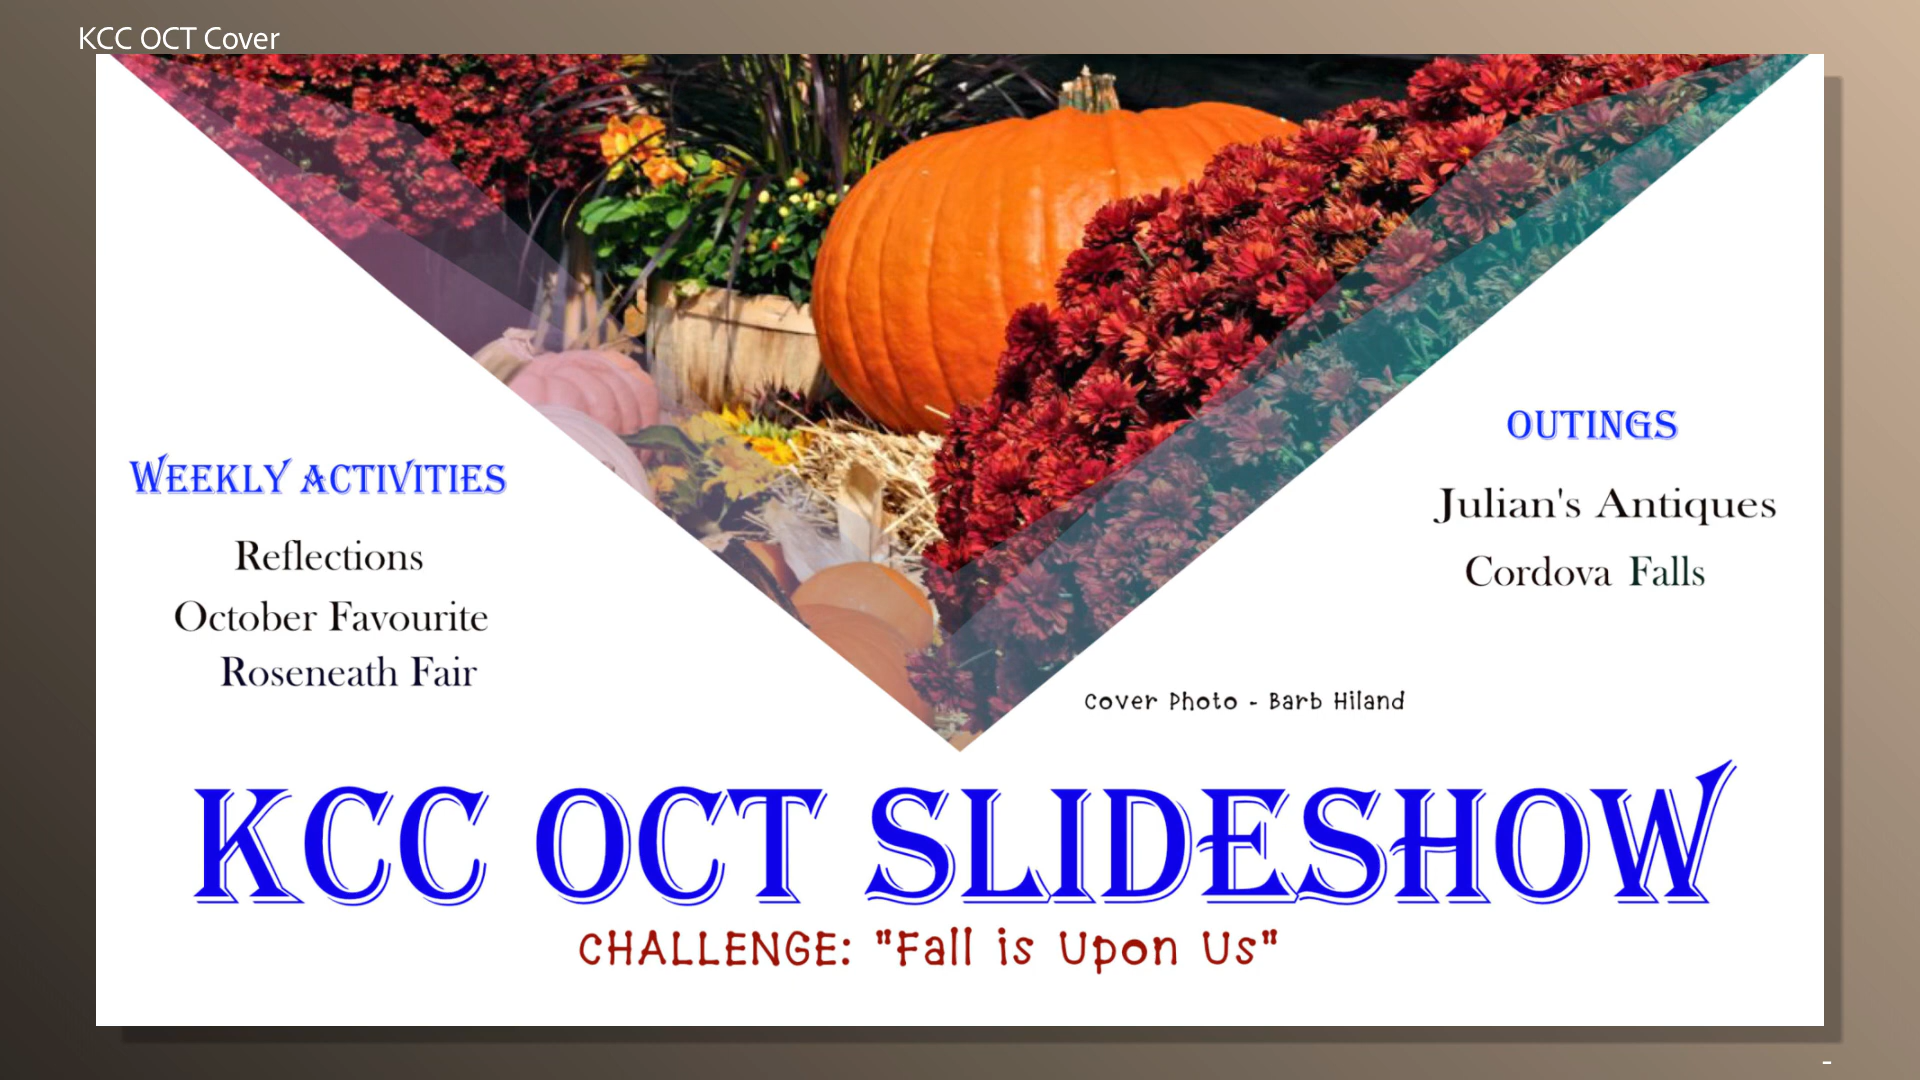 KCC OCT Cover
WEEKLY ACTIVITIES
Reflections
October Favourite
Roseneath Fair
OUTINGS
Julian's Antiques
Cordova Falls
Cover Photo - Barb Hiland
KCC OCT SLIDESHOW
CHALLENGE: "Fall is Upon Us"
-